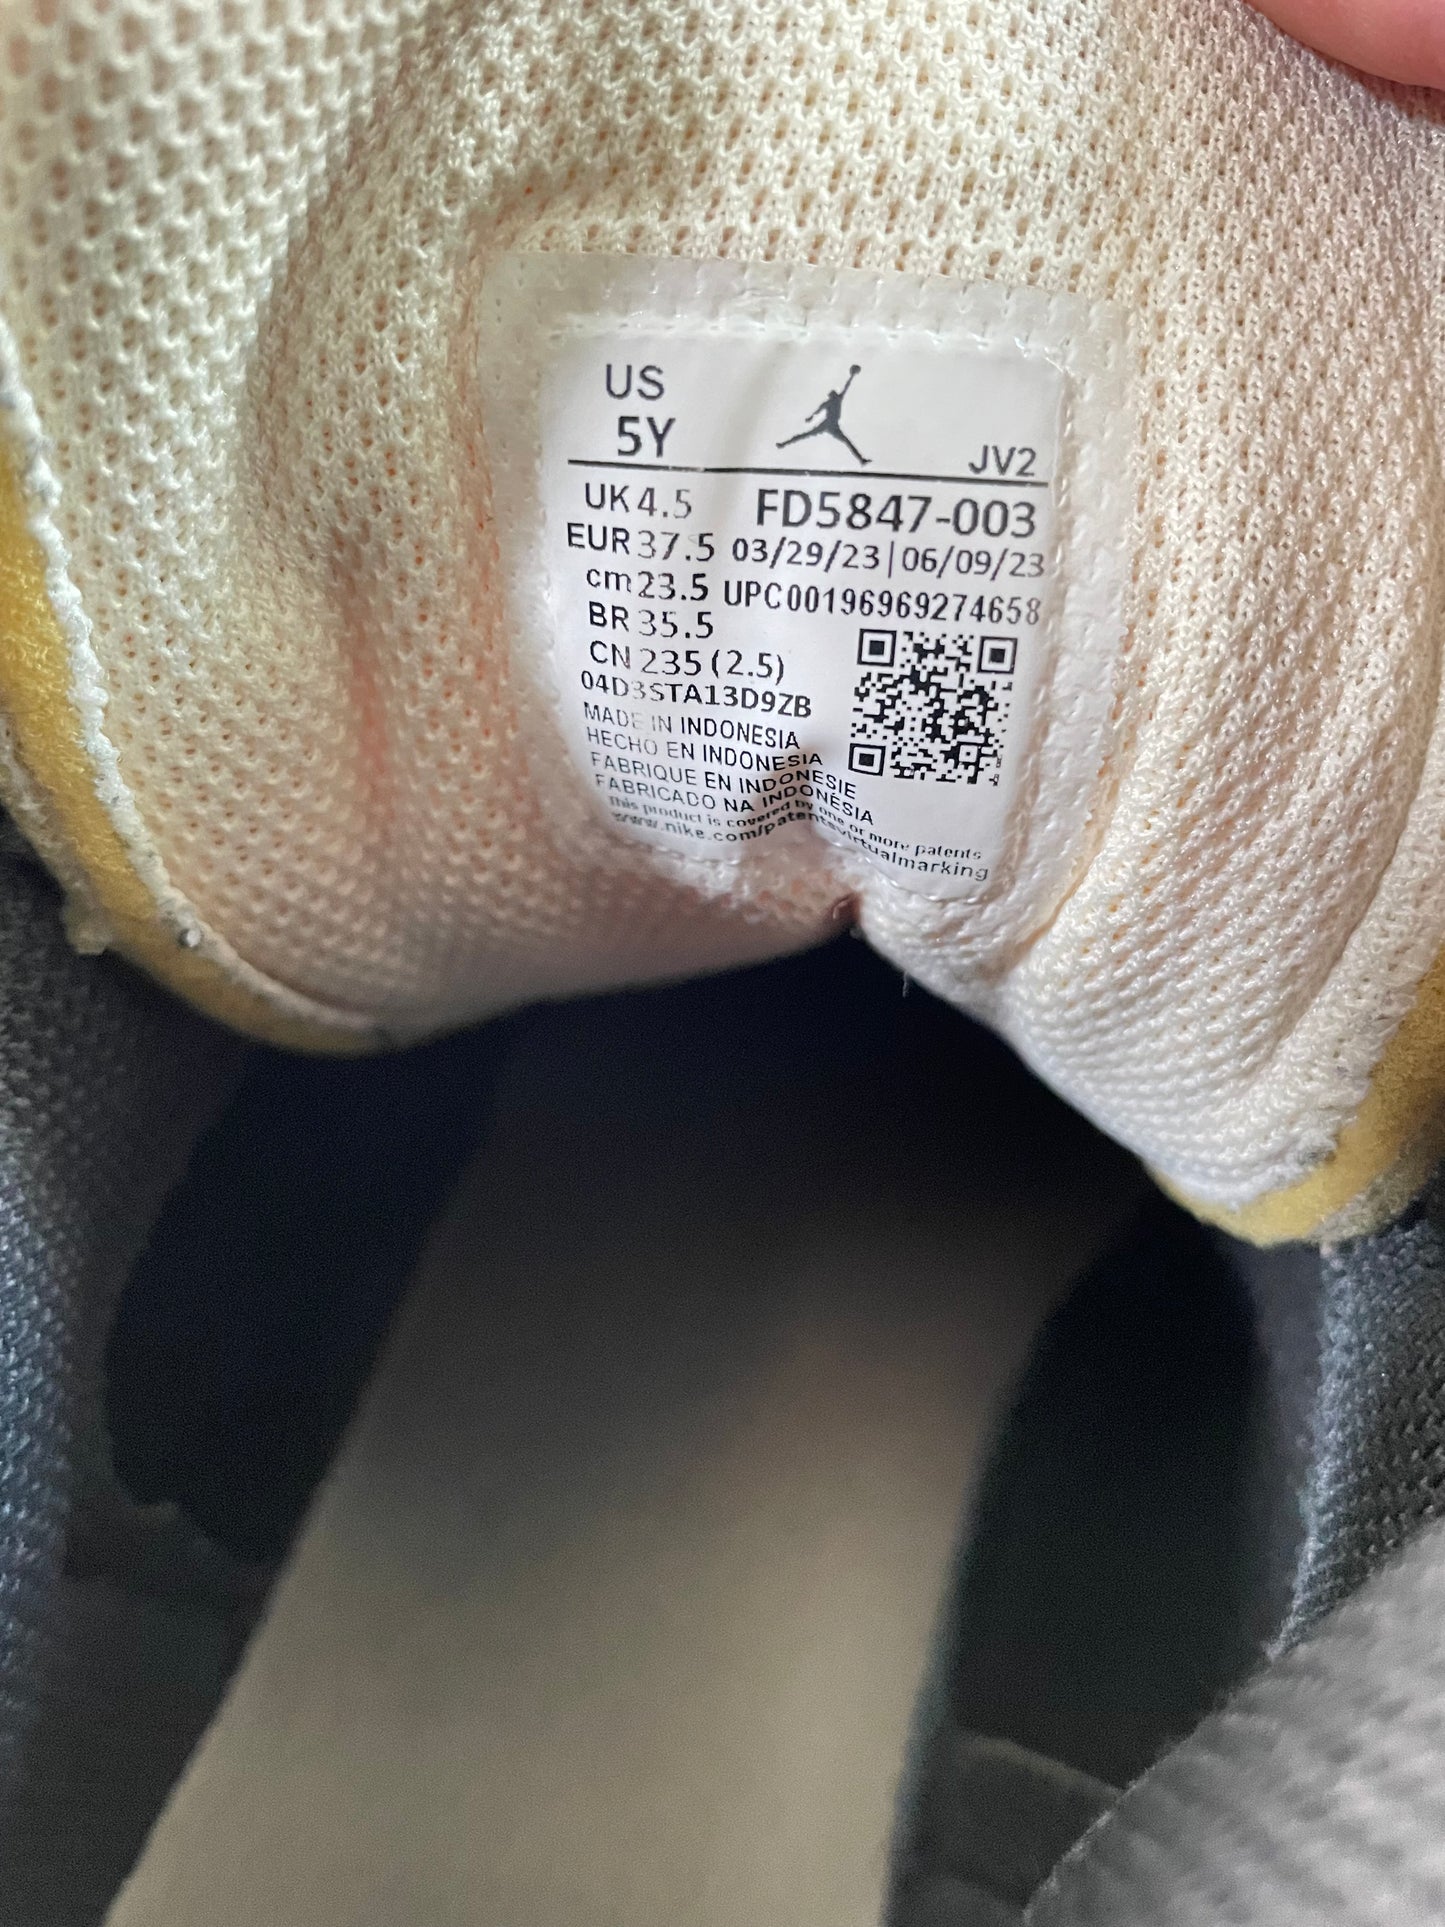 US
5Y
JV2
UK 4.5 FD5847-003
EUR 37.5 03/29/23|06/09/23
cm 23.5 UPC00196969274658
BR 35.5
CN 235 (2.5)
04D3STA13D9ZB
MADE IN INDONESIA
HECHO EN INDONESIA
FABRIQUE EN INDONESIE
FABRICADO NA INDONÉSIA
This product is covered by one or more patents
www.nike.com/patentsvirtualmarking